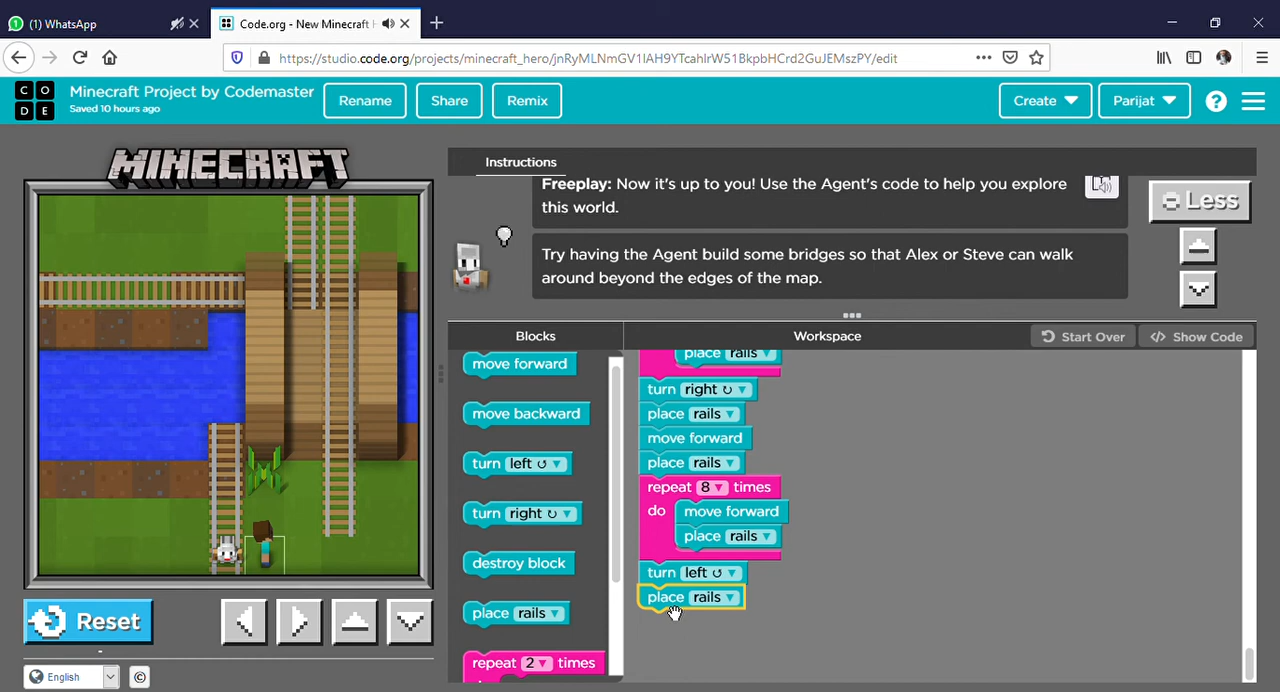 (1) WhatsApp
Code.org - New Minecraft H
https://studio.code.org/projects/minecraft_hero/jnRyMLNmGV1IAH9YTcahlrW51BkpbHCrd2GuJEMszPY/edit
CODE
Minecraft Project by Codemaster
Saved 10 hours ago
Rename
Share
Remix
Create
Parijat
?
MINECRAFT
Instructions
Freeplay: Now it's up to you! Use the Agent's code to help you explore
this world.
Less
Try having the Agent build some bridges so that Alex or Steve can walk
around beyond the edges of the map.
Blocks
Workspace
Start Over
Show Code
move forward
move backward
turn left
turn right
destroy block
place rails
repeat 2 times
place rails
turn right
place rails
move forward
place rails
repeat 8 times
do move forward
place rails
turn left
place rails
Reset
English
©